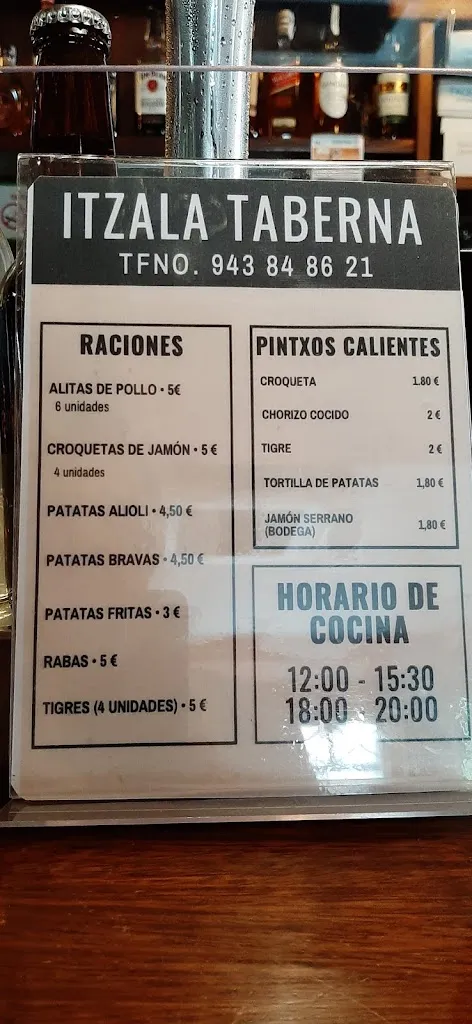 ITZALA TABERNA
TFNO. 943 84 86 21
RACIONES
ALITAS DE POLLO • 5€
6 unidades
CROQUETAS DE JAMÓN • 5 €
4 unidades
PATATAS ALIOLI • 4,50 €
PATATAS BRAVAS • 4,50 €
PATATAS FRITAS • 3 €
RABAS • 5 €
TIGRES (4 UNIDADES) • 5 €
PINTXOS CALIENTES
CROQUETA 1.80 €
CHORIZO COCIDO 2 €
TIGRE 2 €
TORTILLA DE PATATAS 1,80 €
JAMÓN SERRANO
(BODEGA) 1,80 €
HORARIO DE
COCINA
12:00 - 15:30
18:00 - 20:00